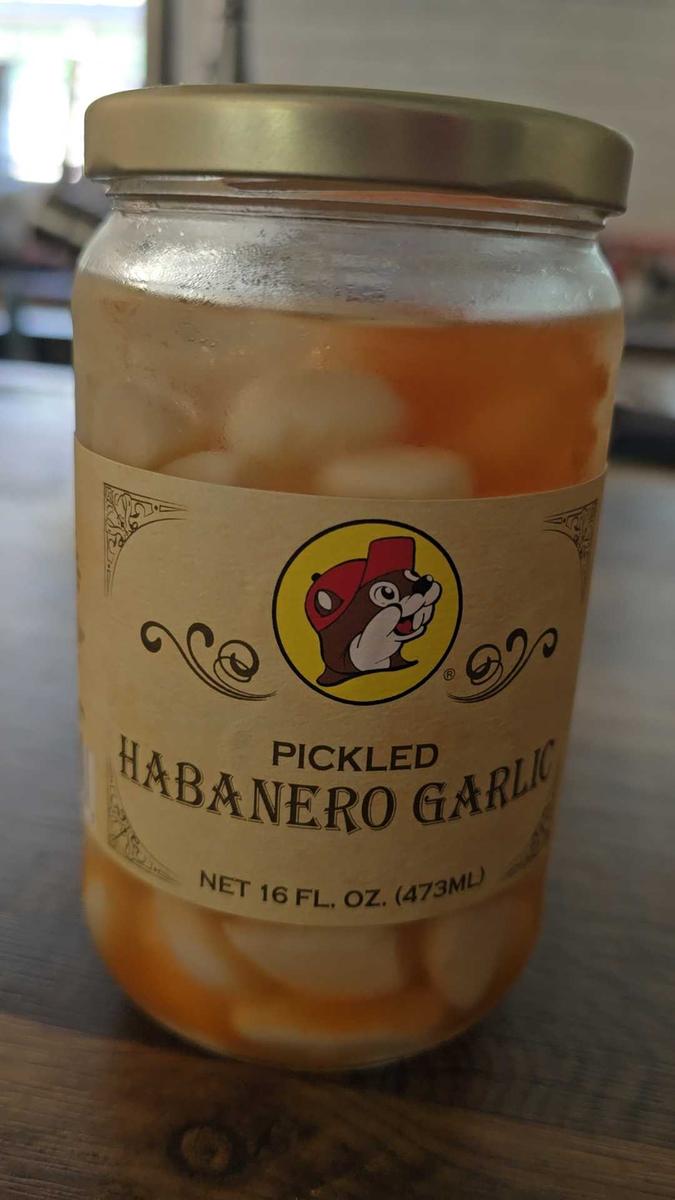 ®
PICKLED
HABANERO GARLIC
NET 16 FL. OZ. (473ML)